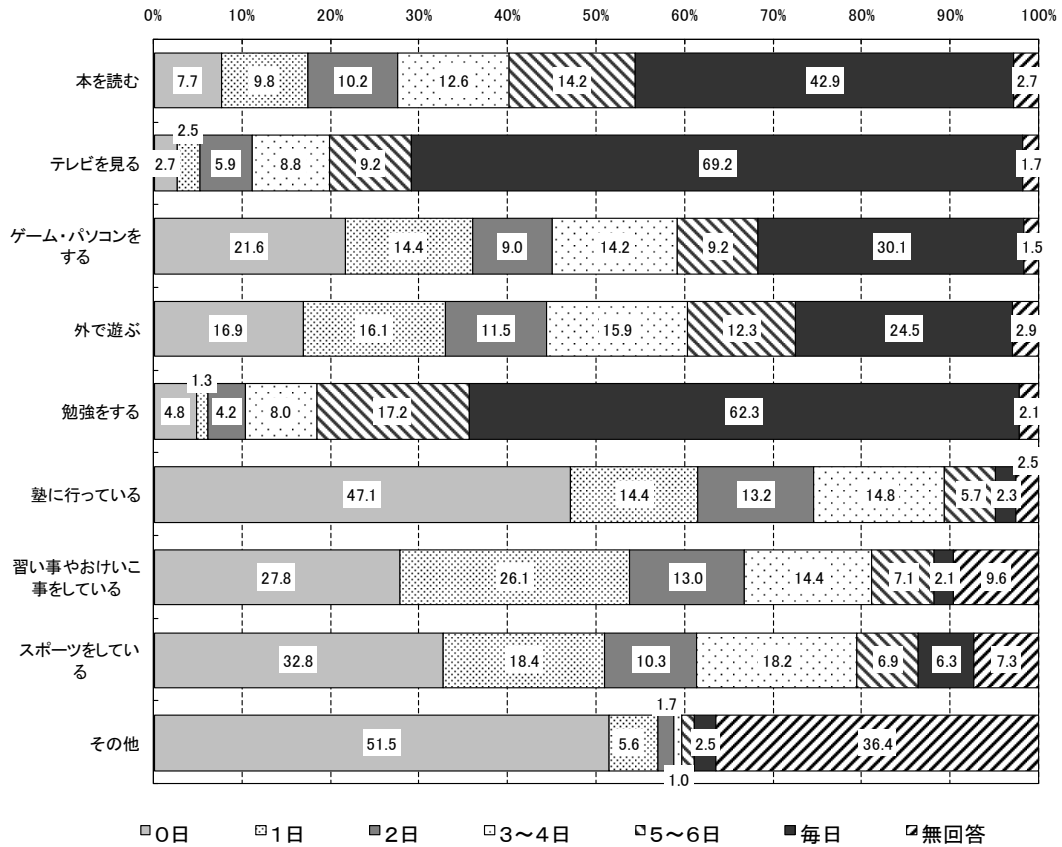 0% 10% 20% 30% 40% 50% 60% 70% 80% 90% 100%
本を読む 7.7 9.8 10.2 12.6 14.2 42.9 2.7
テレビを見る 2.7 2.5 5.9 8.8 9.2 69.2 1.7
ゲーム・パソコンを
する
21.6 14.4 9.0 14.2 9.2 30.1 1.5
外で遊ぶ 16.9 16.1 11.5 15.9 12.3 24.5 2.9
勉強をする 4.8 1.3 4.2 8.0 17.2 62.3 2.1
塾に行っている 47.1 14.4 13.2 14.8 5.7 2.3 2.5
習い事やおけいこ
事をしている
27.8 26.1 13.0 14.4 7.1 2.1 9.6
スポーツをしてい
る
32.8 18.4 10.3 18.2 6.9 6.3 7.3
その他 51.5 5.6 1.7 1.0 2.5 36.4
0日 1日 2日 3～4日 5～6日 毎日 無回答